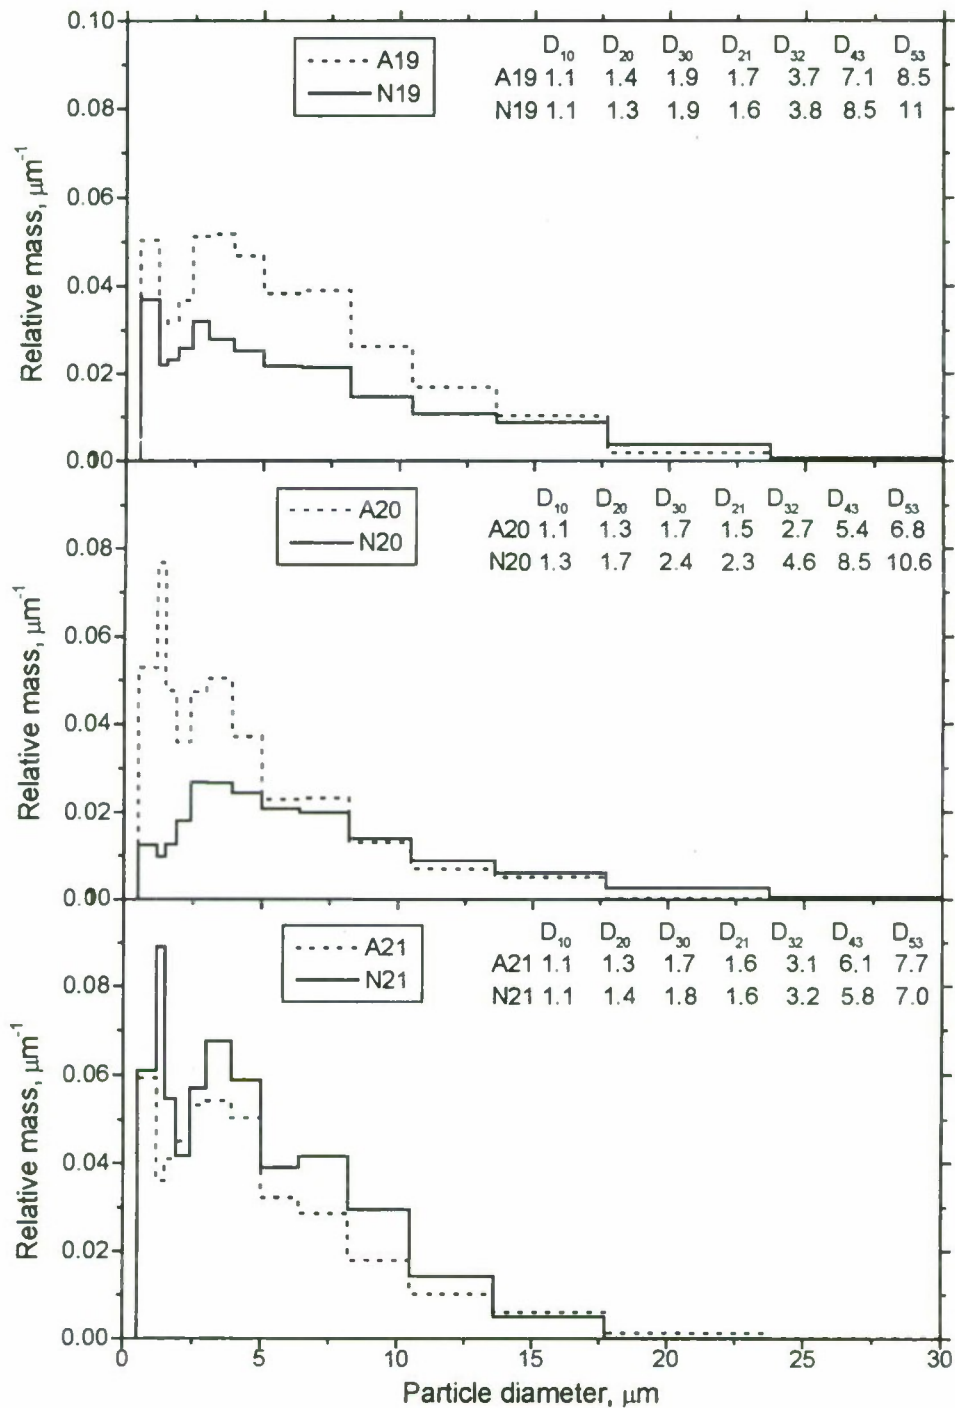 0.10
D10 D20 D30 D21 D32 D43 D53
A19
A19 1.1 1.4 1.9 1.7 3.7 7.1 8.5
N19
N19 1.1 1.3 1.9 1.6 3.8 8.5 11
0.08
0.06
0.04
0.02
0.00
Relative mass, μm-1
D10 D20 D30 D21 D32 D43 D53
A20
A20 1.1 1.3 1.7 1.5 2.7 5.4 6.8
N20
N20 1.3 1.7 2.4 2.3 4.6 8.5 10.6
0.08
0.06
0.04
0.02
0.00
Relative mass, μm-1
D10 D20 D30 D21 D32 D43 D53
A21
A21 1.1 1.3 1.7 1.6 3.1 6.1 7.7
N21
N21 1.1 1.4 1.8 1.6 3.2 5.8 7.0
0.08
0.06
0.04
0.02
0.00
Relative mass, μm-1
0 5 10 15 20 25 30
Particle diameter, μm